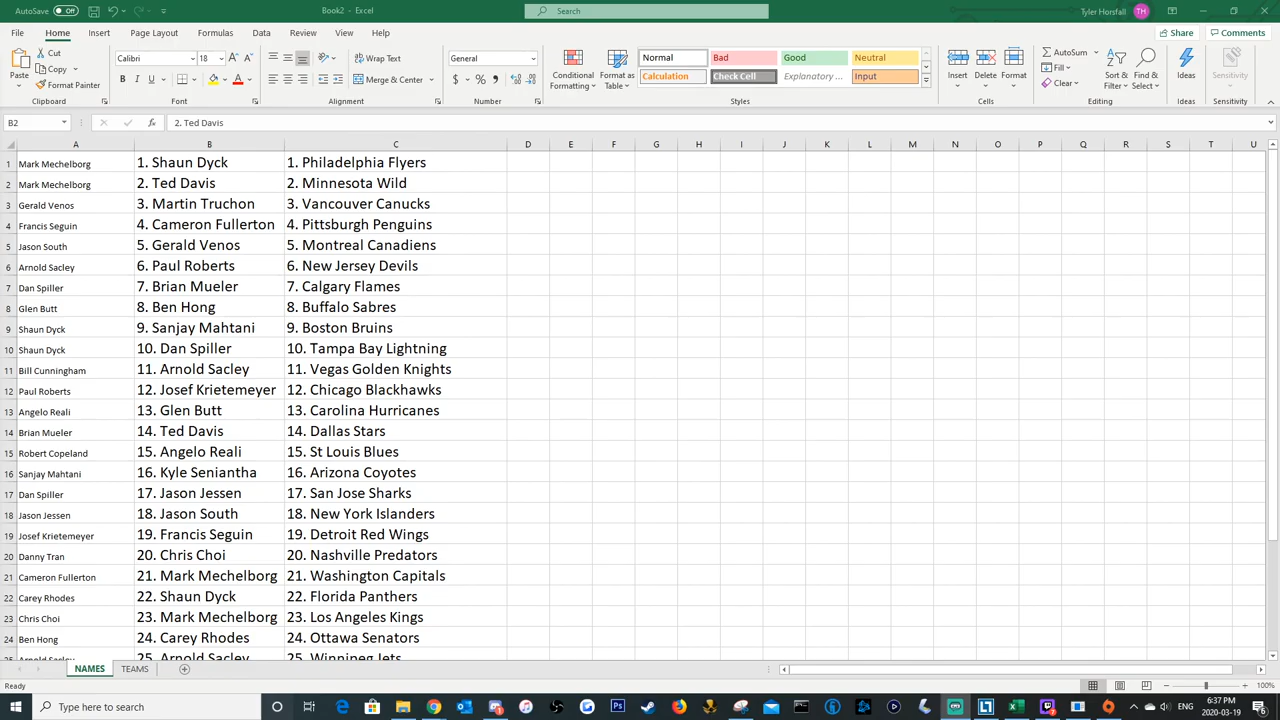 AutoSave Off Book2 - Excel Search Tyler Horsfall TH
File Home Insert Page Layout Formulas Data Review View Help Share Comments
Paste Cut Copy Format Painter Clipboard
Calibri 18 B I U A A Font
Wrap Text Merge & Center Alignment
General $ % Number
Conditional Formatting Format as Table
Normal Bad Good Neutral
Calculation Check Cell Explanatory ... Input
Styles
Insert Delete Format Cells
AutoSum Fill Clear Sort & Filter Find & Select Editing
Ideas Ideas
Sensitivity Sensitivity
B2 fx 2. Ted Davis
A B C D E F G H I J K L M N O P Q R S T U
1 Mark Mechelborg 1. Shaun Dyck 1. Philadelphia Flyers
2 Mark Mechelborg 2. Ted Davis 2. Minnesota Wild
3 Gerald Venos 3. Martin Truchon 3. Vancouver Canucks
4 Francis Seguin 4. Cameron Fullerton 4. Pittsburgh Penguins
5 Jason South 5. Gerald Venos 5. Montreal Canadiens
6 Arnold Sacley 6. Paul Roberts 6. New Jersey Devils
7 Dan Spiller 7. Brian Mueler 7. Calgary Flames
8 Glen Butt 8. Ben Hong 8. Buffalo Sabres
9 Shaun Dyck 9. Sanjay Mahtani 9. Boston Bruins
10 Shaun Dyck 10. Dan Spiller 10. Tampa Bay Lightning
11 Bill Cunningham 11. Arnold Sacley 11. Vegas Golden Knights
12 Paul Roberts 12. Josef Krietemeyer 12. Chicago Blackhawks
13 Angelo Reali 13. Glen Butt 13. Carolina Hurricanes
14 Brian Mueler 14. Ted Davis 14. Dallas Stars
15 Robert Copeland 15. Angelo Reali 15. St Louis Blues
16 Sanjay Mahtani 16. Kyle Seniantha 16. Arizona Coyotes
17 Dan Spiller 17. Jason Jessen 17. San Jose Sharks
18 Jason Jessen 18. Jason South 18. New York Islanders
19 Josef Krietemeyer 19. Francis Seguin 19. Detroit Red Wings
20 Danny Tran 20. Chris Choi 20. Nashville Predators
21 Cameron Fullerton 21. Mark Mechelborg 21. Washington Capitals
22 Carey Rhodes 22. Shaun Dyck 22. Florida Panthers
23 Chris Choi 23. Mark Mechelborg 23. Los Angeles Kings
24 Ben Hong 24. Carey Rhodes 24. Ottawa Senators
25 Arnold Sacley 25. Arnold Sacley 25. Winnipeg Jets
NAMES TEAMS
Ready 100%
Type here to search 6:37 PM
2020-03-19